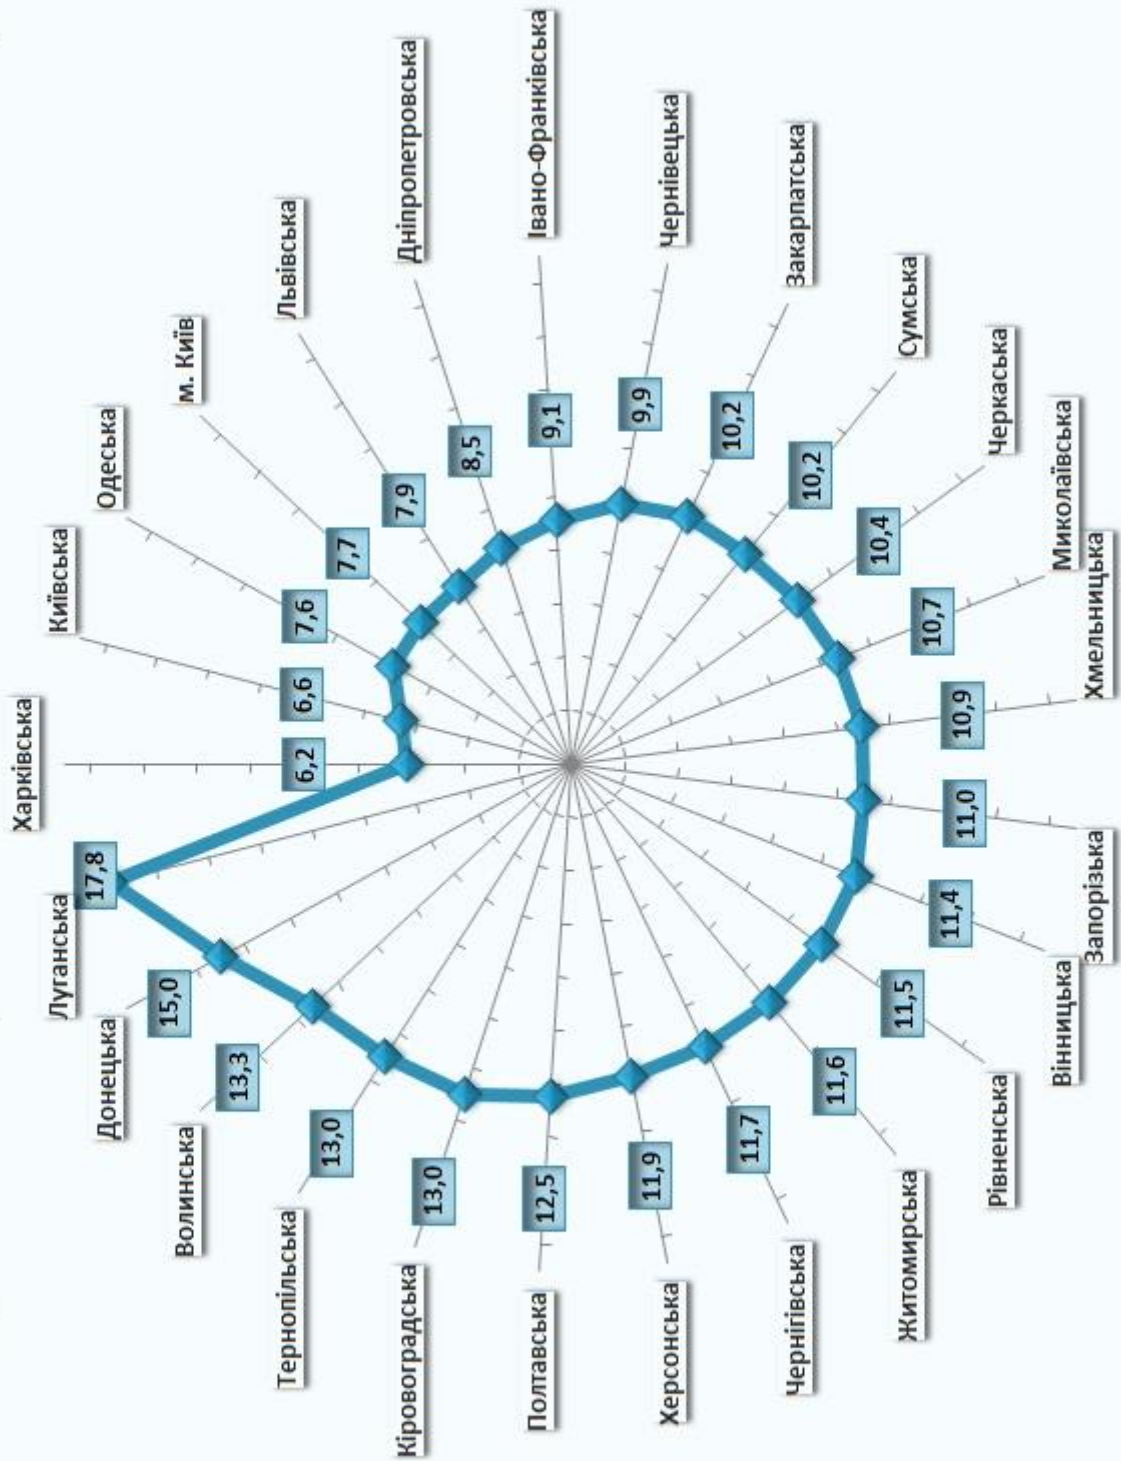 Харківська
6,2
Київська
6,6
Одеська
7,6
м. Київ
7,7
Львівська
7,9
Дніпропетровська
8,5
Івано-Франківська
9,1
Чернівецька
9,9
Закарпатська
10,2
Сумська
10,2
Черкаська
10,4
Миколаївська
10,7
Хмельницька
10,9
Запорізька
11,0
Вінницька
11,4
Рівненська
11,5
Житомирська
11,6
Чернігівська
11,7
Херсонська
11,9
Полтавська
12,5
Кіровоградська
13,0
Тернопільська
13,0
Волинська
13,3
Донецька
15,0
Луганська
17,8